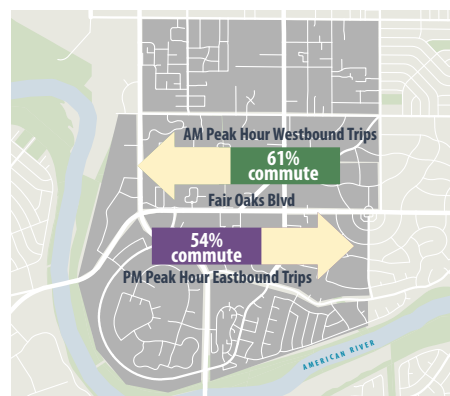 AM Peak Hour Westbound Trips
61%
commute
Fair Oaks Blvd
54%
commute
PM Peak Hour Eastbound Trips
AMERICAN RIVER